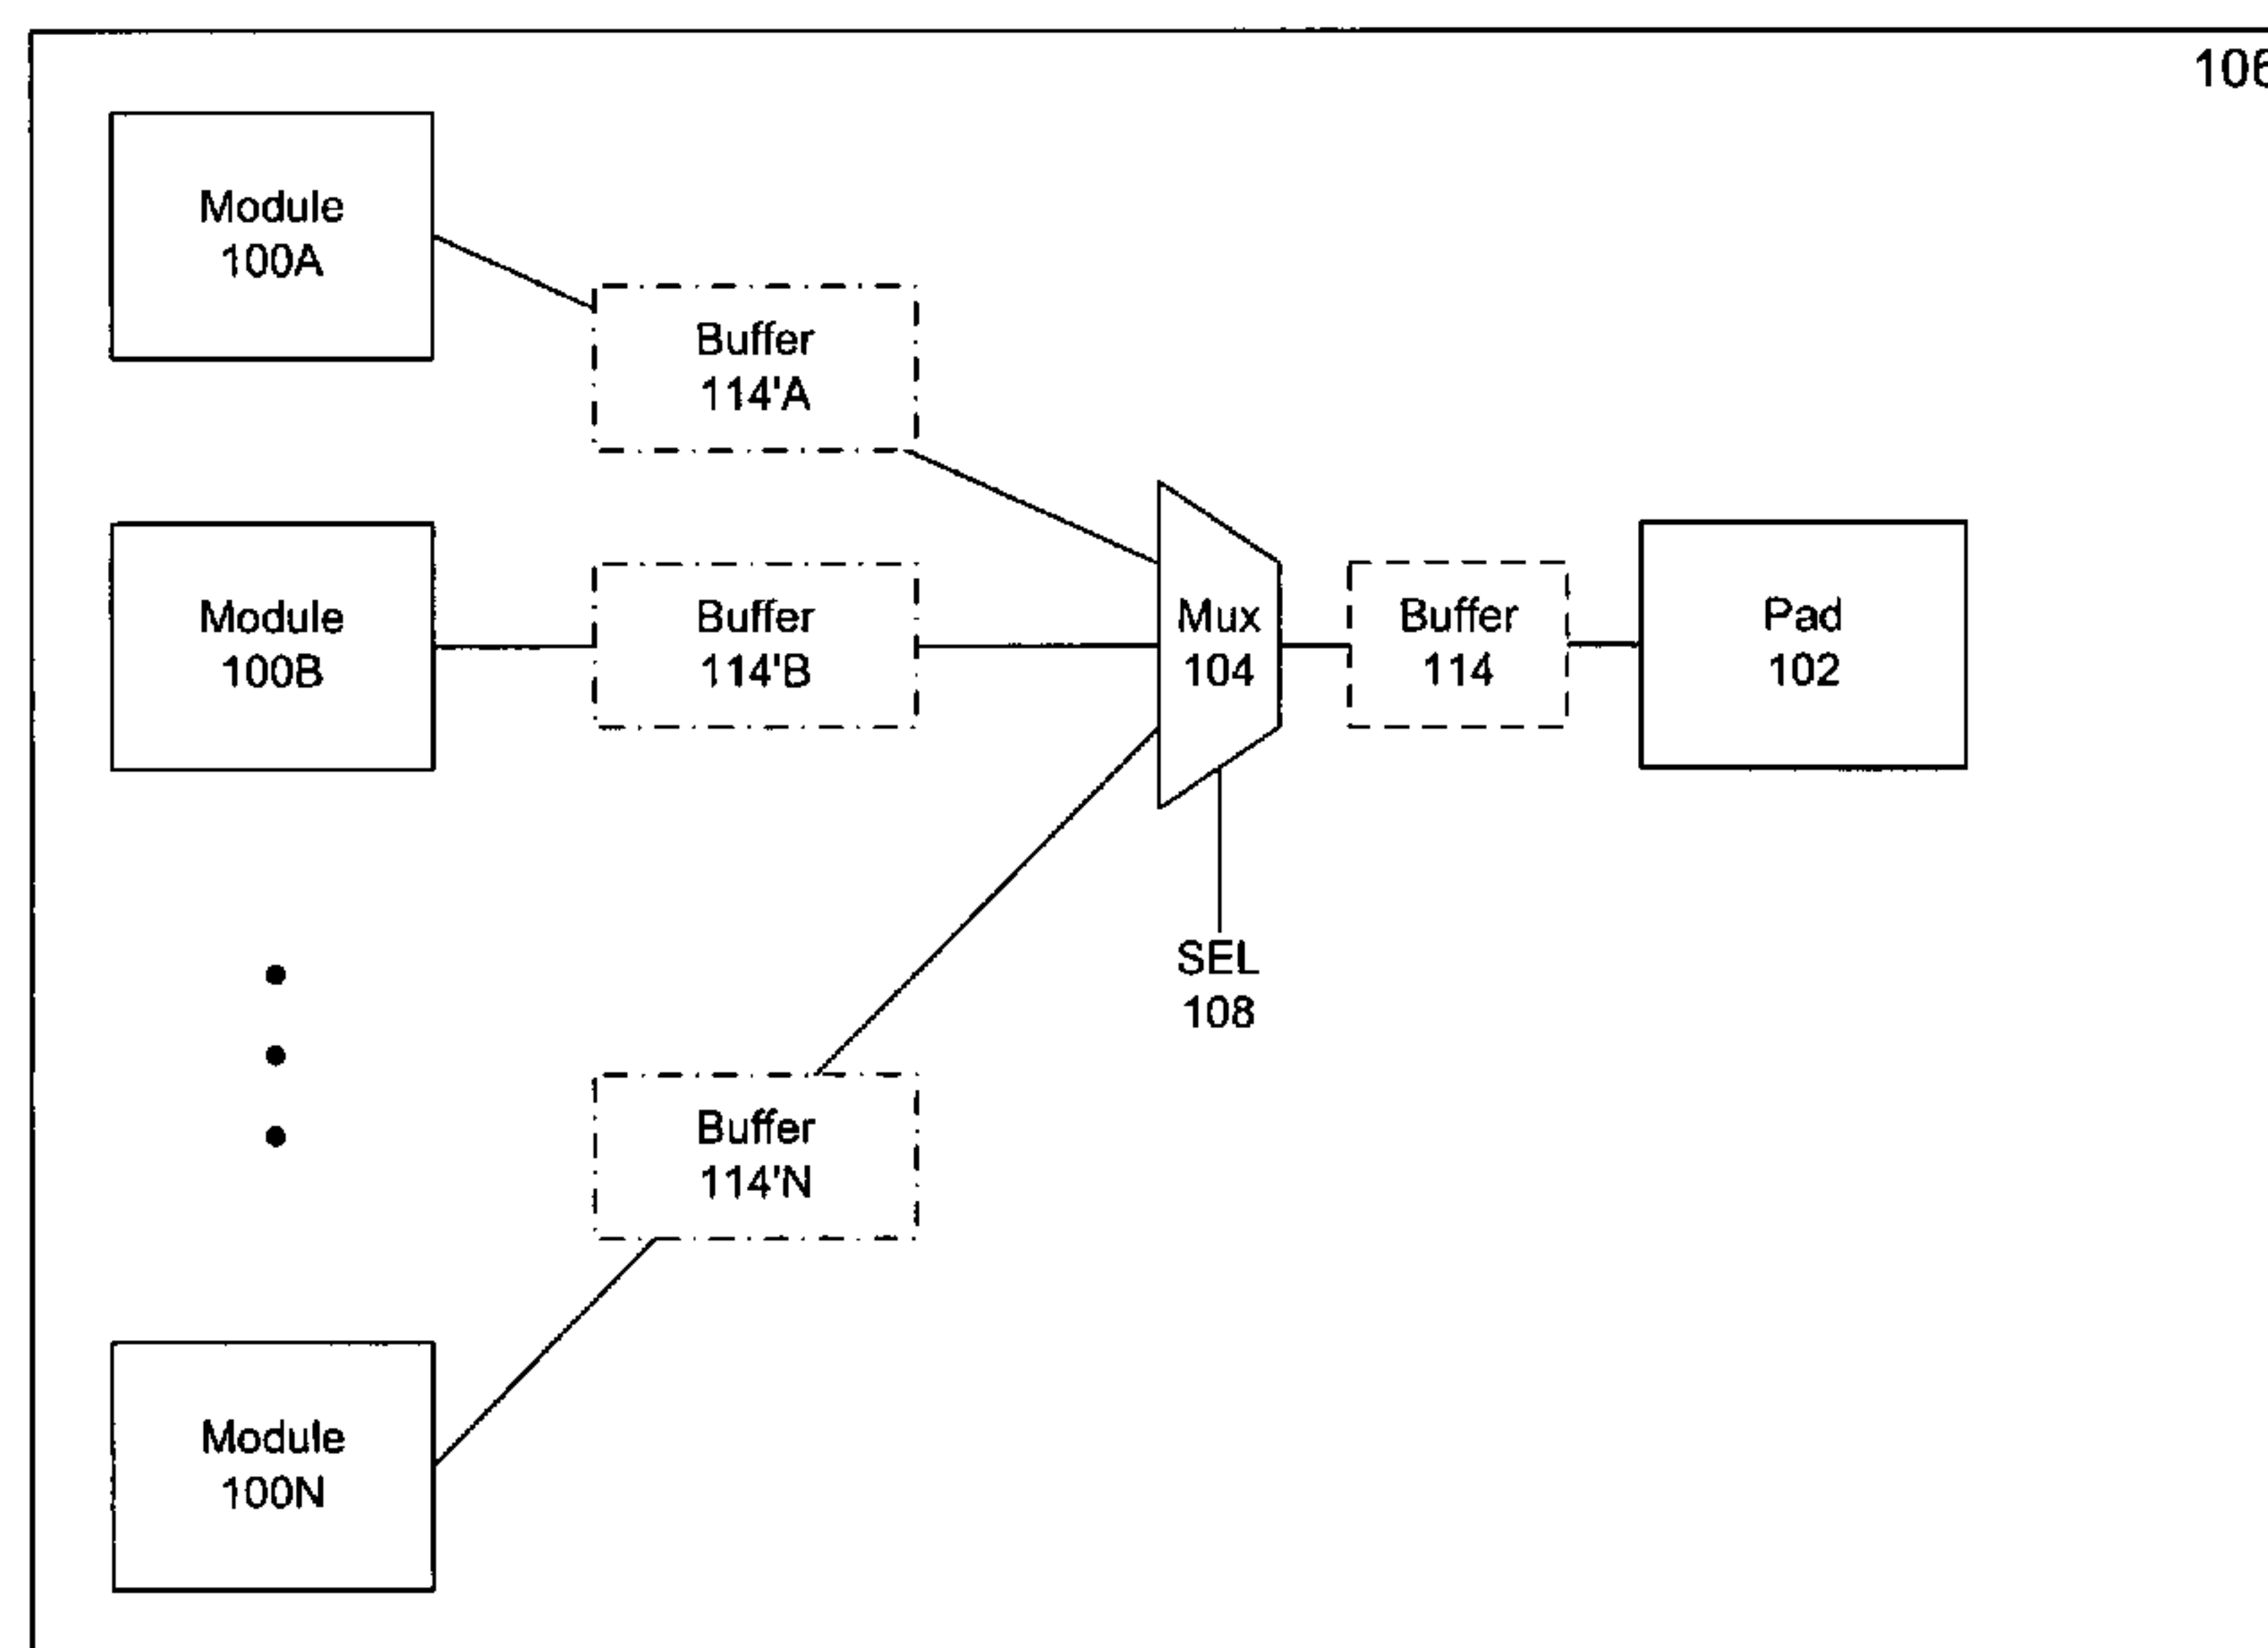 106
Module
100A
Buffer
114'A
Module
100B
Buffer
114'B
Mux
104
Buffer
114
Pad
102
SEL
108
Buffer
114'N
Module
100N